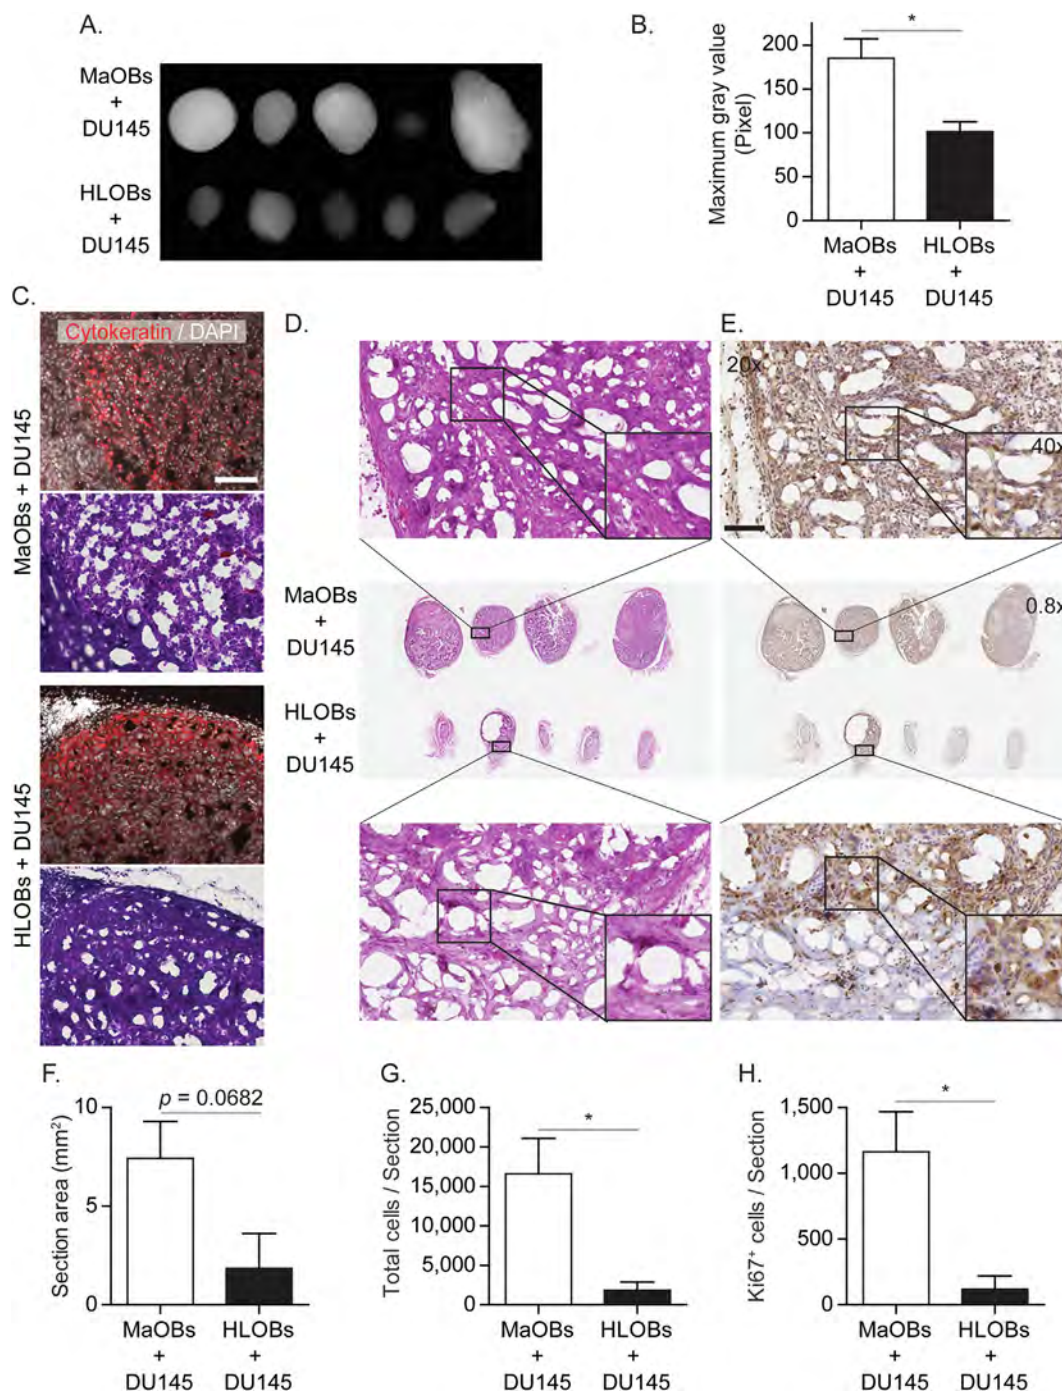 A.
MaOBs
+
DU145
HLOBs
+
DU145
B.
Maximum gray value
(Pixel)
200
150
100
50
0
*
MaOBs
+
DU145
HLOBs
+
DU145
C.
Cytokeratin / DAPI
MaOBs + DU145
HLOBs + DU145
D.
MaOBs
+
DU145
HLOBs
+
DU145
E.
20x
40x
0.8x
F.
Section area (mm²)
10
5
0
p = 0.0682
MaOBs
+
DU145
HLOBs
+
DU145
G.
Total cells / Section
25,000
20,000
15,000
10,000
5,000
0
*
MaOBs
+
DU145
HLOBs
+
DU145
H.
Ki67⁺ cells / Section
1,500
1,000
500
0
*
MaOBs
+
DU145
HLOBs
+
DU145